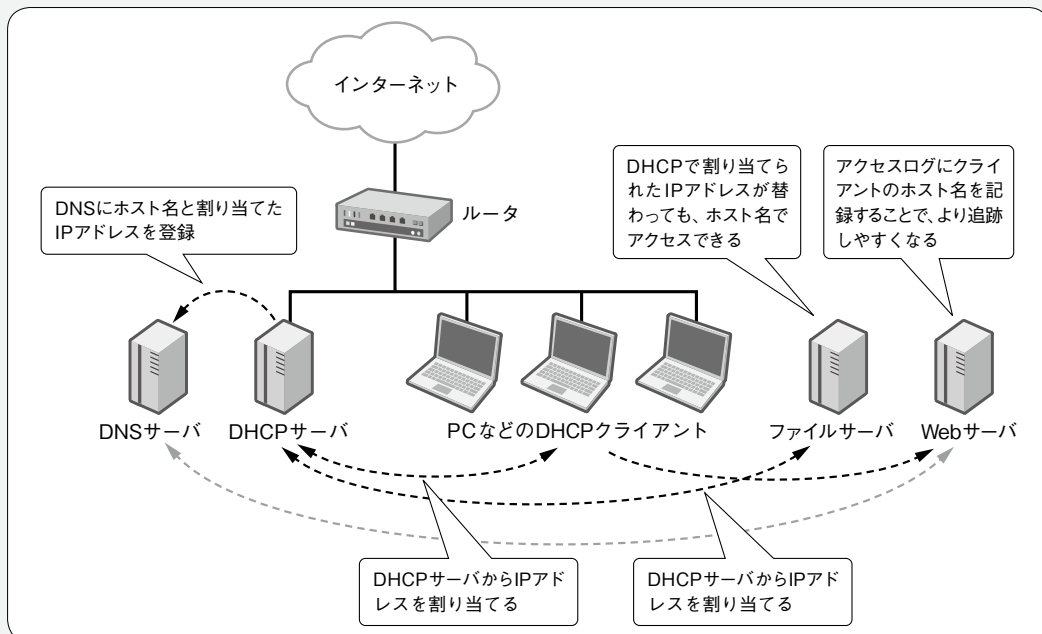 インターネット
ルータ
DNSにホスト名と割り当てた
IPアドレスを登録
DHCPで割り当てら
れたIPアドレスが替
わっても、ホスト名で
アクセスできる
アクセスログにクライ
アントのホスト名を記
録することで、より追跡
しやすくなる
DNSサーバ
DHCPサーバ
PCなどのDHCPクライアント
ファイルサーバ
Webサーバ
DHCPサーバからIPアド
レスを割り当てる
DHCPサーバからIPアド
レスを割り当てる